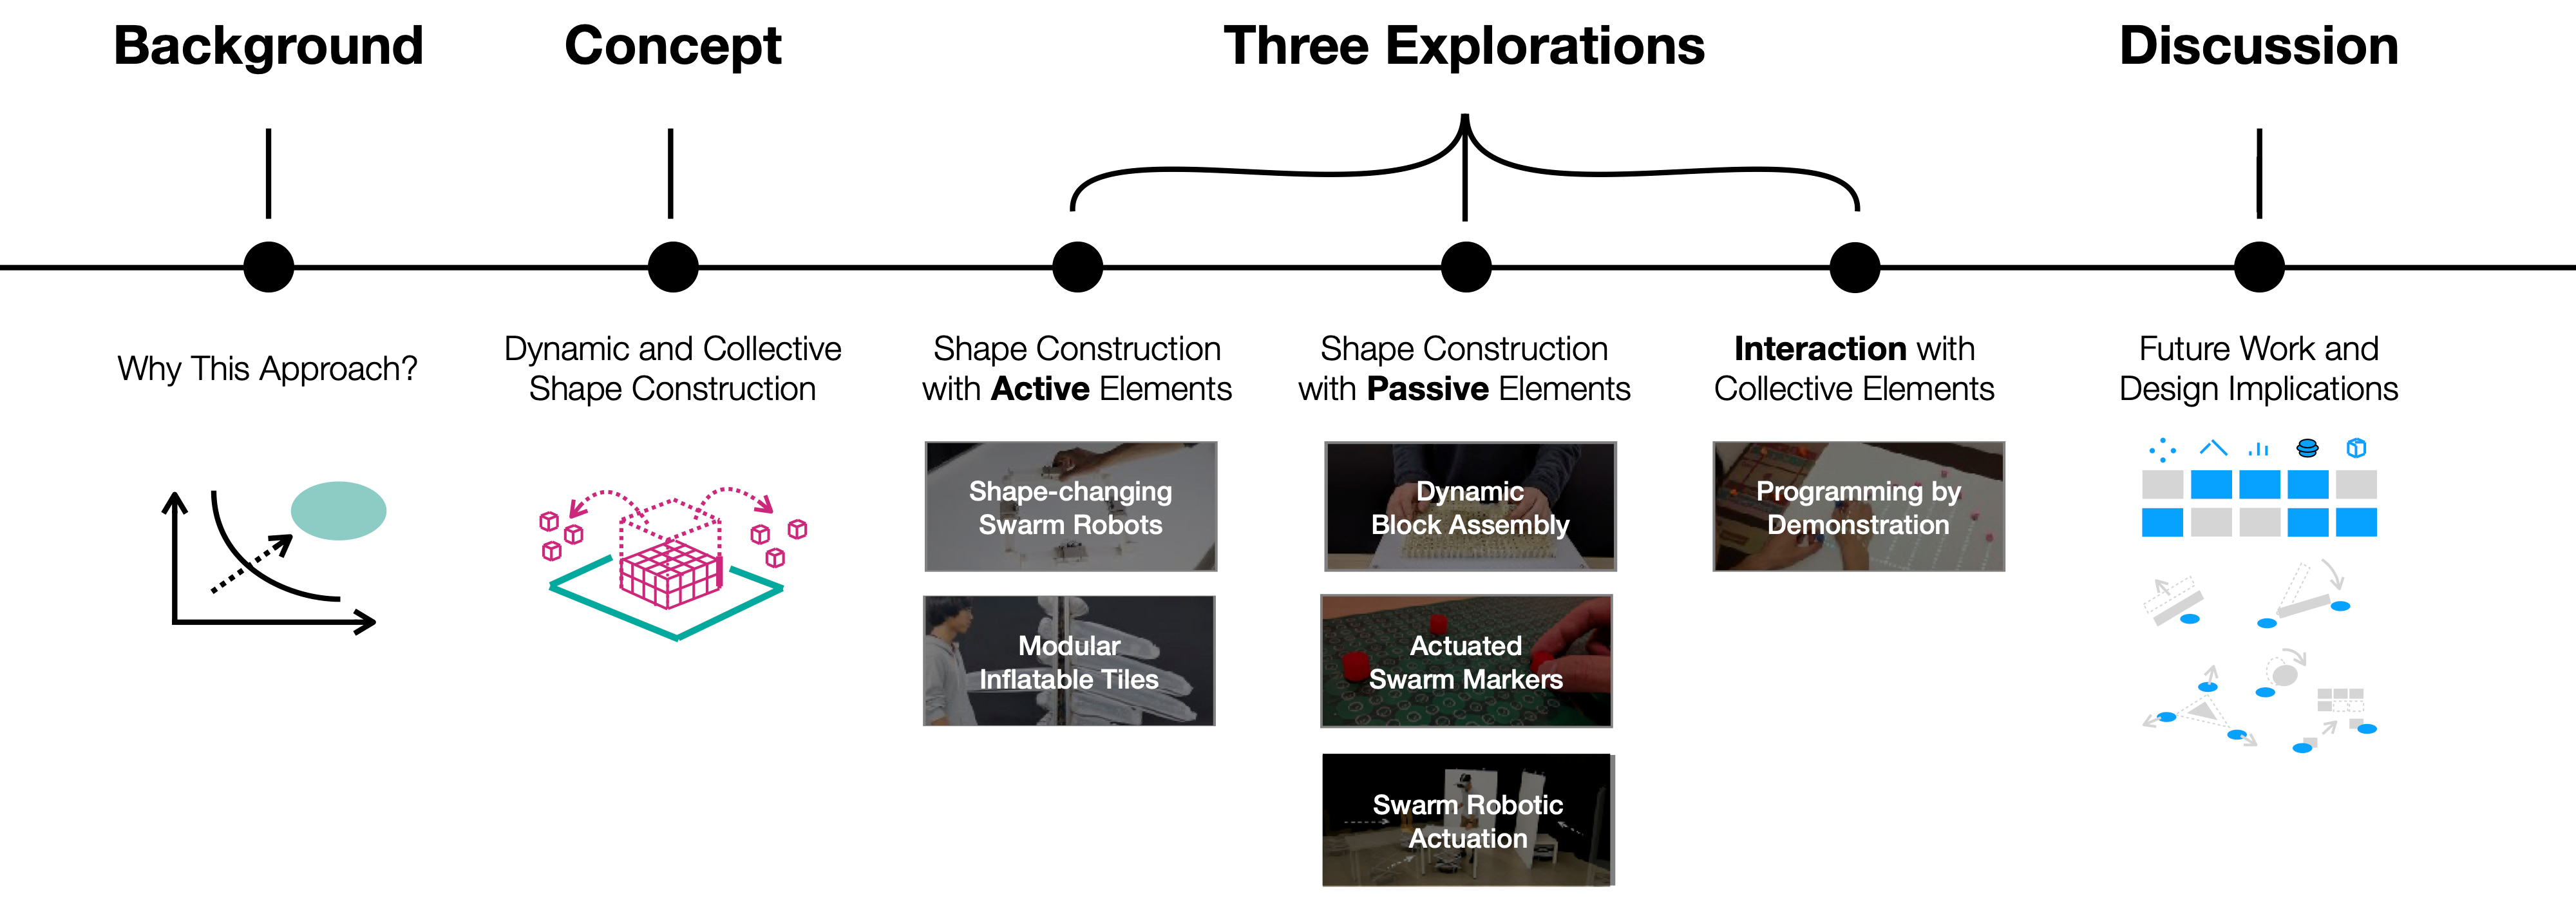 Background
Concept
Three Explorations
Discussion
Why This Approach?
Dynamic and Collective
Shape Construction
Shape Construction
with Active Elements
Shape Construction
with Passive Elements
Interaction with
Collective Elements
Future Work and
Design Implications
Shape-changing
Swarm Robots
Modular
Inflatable Tiles
Dynamic
Block Assembly
Actuated
Swarm Markers
Swarm Robotic
Actuation
Programming by
Demonstration